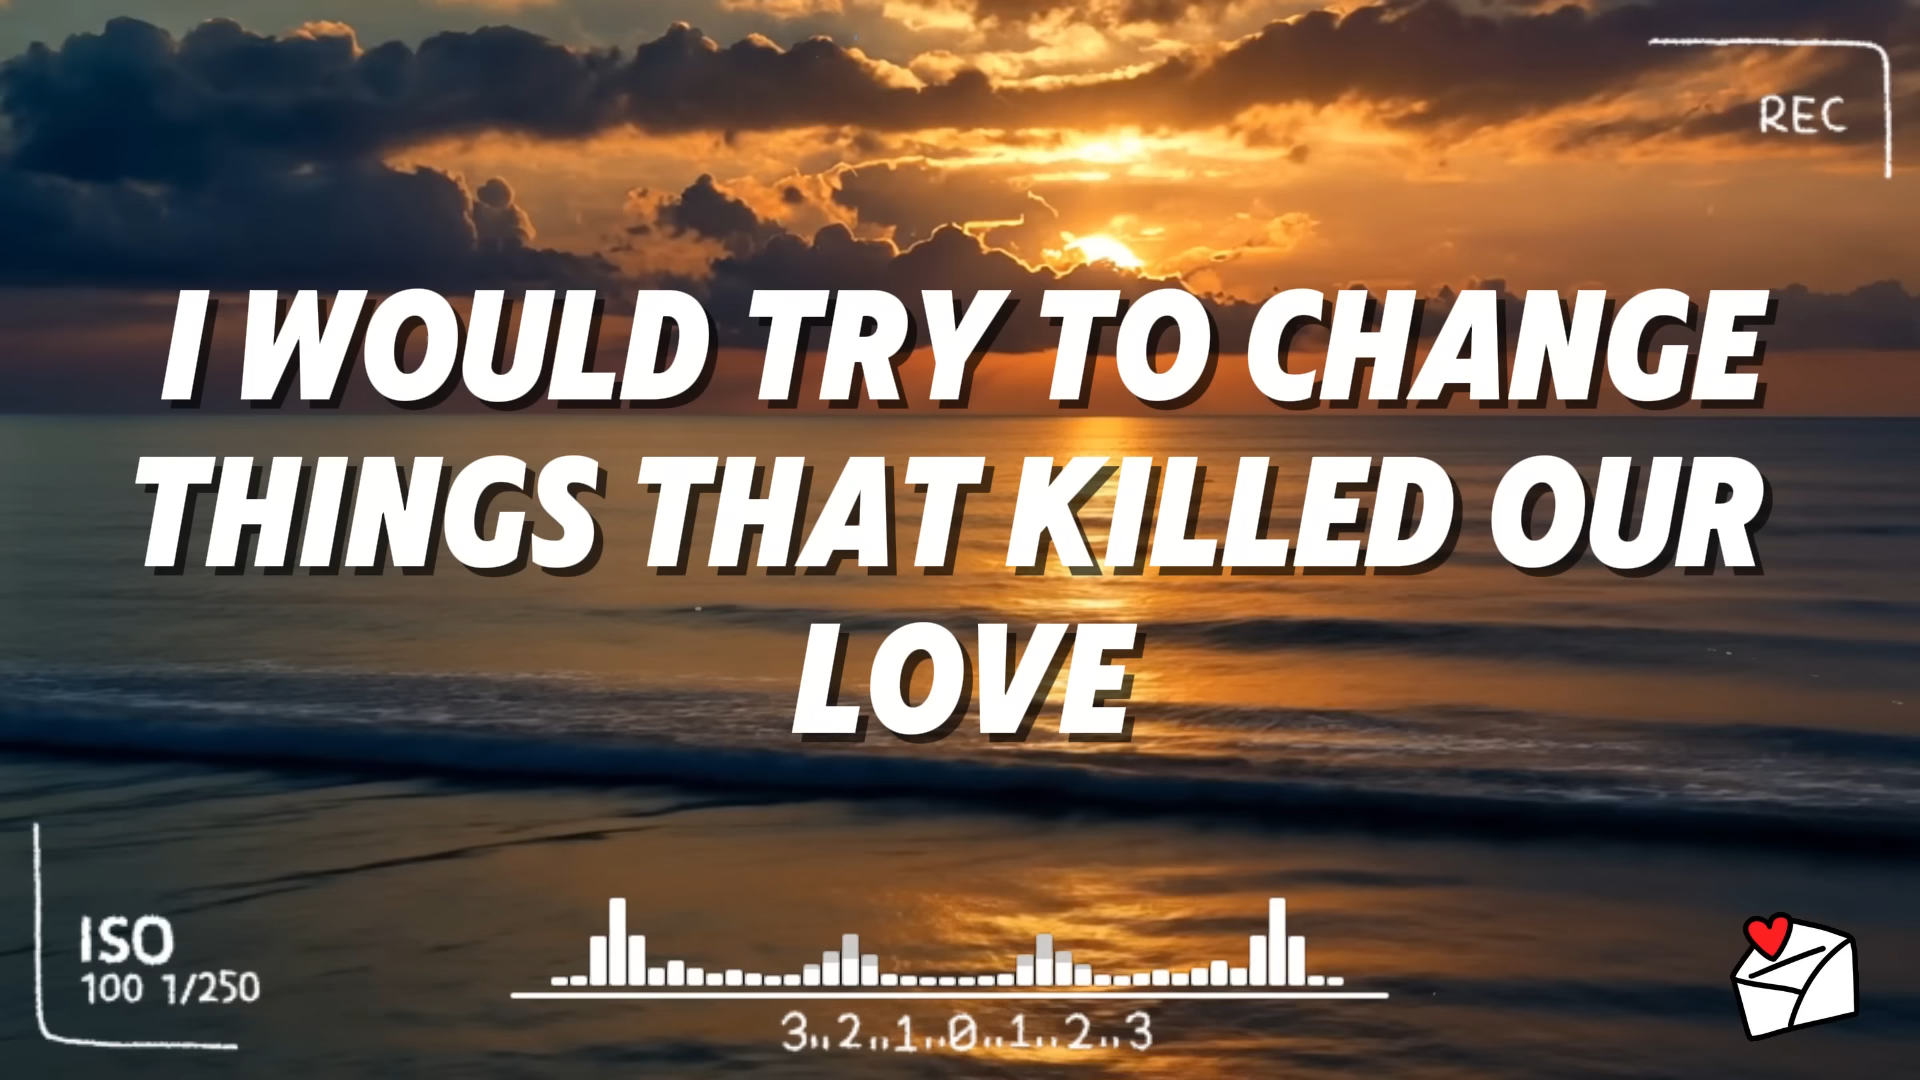 REC
I WOULD TRY TO CHANGE
THINGS THAT KILLED OUR
LOVE
ISO
100 1/250
3..2..1..0..1..2..3